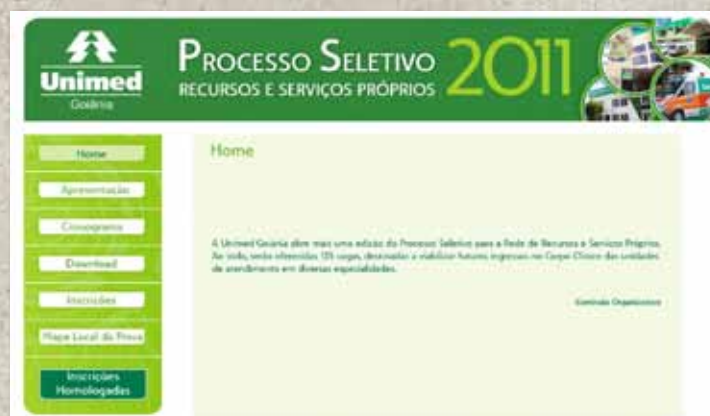 Unimed
Goiânia
PROCESSO SELETIVO 2011
RECURSOS E SERVIÇOS PRÓPRIOS
Home
Apresentação
Cronograma
Download
Inscrições
Mapa Local da Prova
Inscrições
Homologadas
Home
A Unimed Goiânia abre mais uma edição do Processo Seletivo para a Rede de Recursos e Serviços Próprios.
Ao todo, serão oferecidas vagas, destinadas a viabilizar futuros ingressos no Corpo Clínico das unidades
de atendimento em diversas especialidades.
Comissão Organizadora